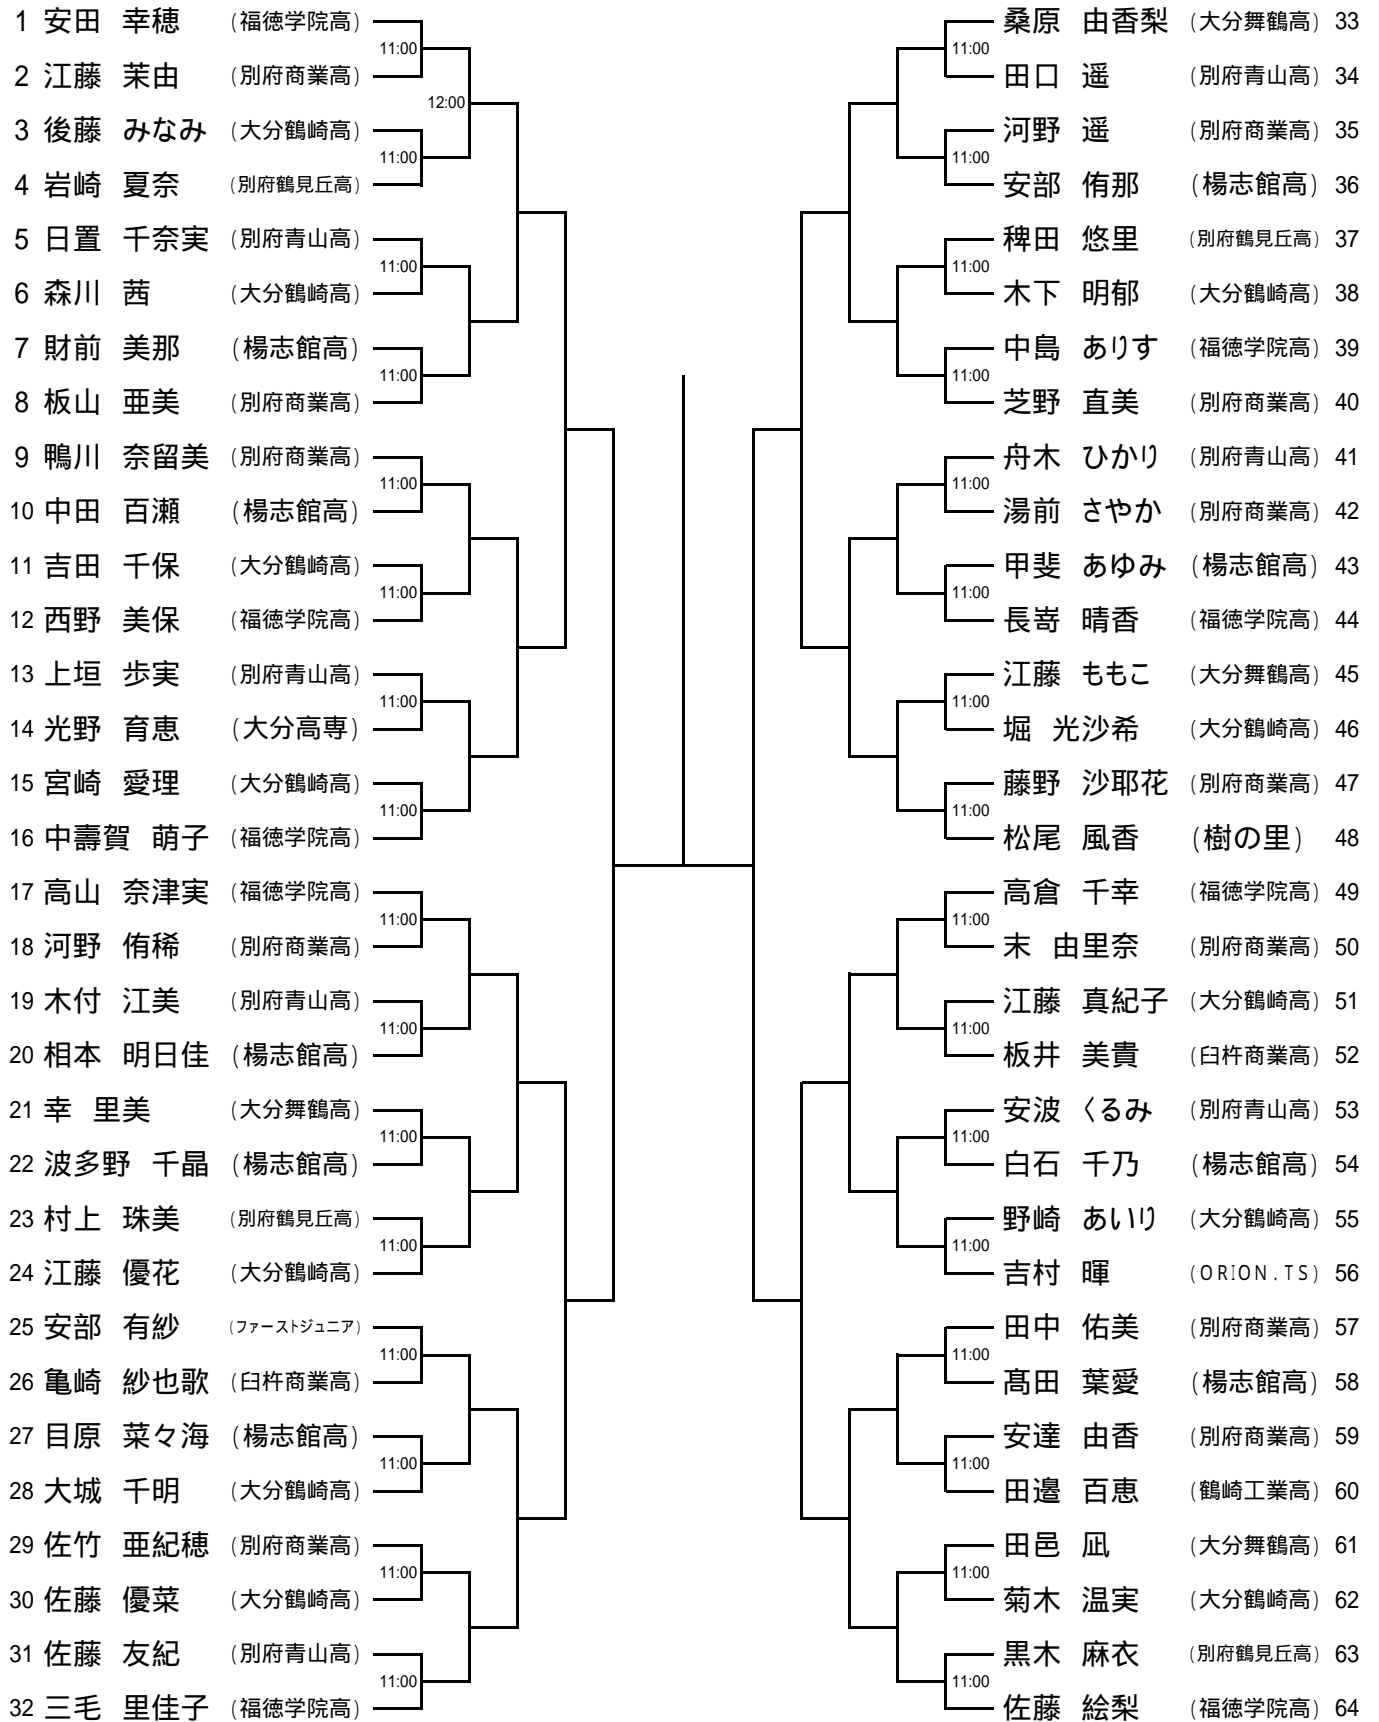 1 安田 幸穂 (福徳学院高)
11:00
2 江藤 茉由 (別府商業高)
12:00
3 後藤 みなみ (大分鶴崎高)
11:00
4 岩崎 夏奈 (別府鶴見丘高)
5 日置 千奈実 (別府青山高)
11:00
6 森川 茜 (大分鶴崎高)
7 財前 美那 (楊志館高)
11:00
8 板山 亜美 (別府商業高)
9 鴨川 奈留美 (別府商業高)
11:00
10 中田 百瀬 (楊志館高)
11 吉田 千保 (大分鶴崎高)
11:00
12 西野 美保 (福徳学院高)
13 上垣 歩実 (別府青山高)
11:00
14 光野 育恵 (大分高専)
15 宮崎 愛理 (大分鶴崎高)
11:00
16 中壽賀 萌子 (福徳学院高)
17 高山 奈津実 (福徳学院高)
11:00
18 河野 侑稀 (別府商業高)
19 木付 江美 (別府青山高)
11:00
20 相本 明日佳 (楊志館高)
21 幸 里美 (大分舞鶴高)
11:00
22 波多野 千晶 (楊志館高)
23 村上 珠美 (別府鶴見丘高)
11:00
24 江藤 優花 (大分鶴崎高)
25 安部 有紗 (ファーストジュニア)
11:00
26 亀崎 紗也歌 (臼杵商業高)
27 目原 菜々海 (楊志館高)
11:00
28 大城 千明 (大分鶴崎高)
29 佐竹 亜紀穂 (別府商業高)
11:00
30 佐藤 優菜 (大分鶴崎高)
31 佐藤 友紀 (別府青山高)
11:00
32 三毛 里佳子 (福徳学院高)
桑原 由香梨 (大分舞鶴高) 33
11:00
田口 遥 (別府青山高) 34
河野 遥 (別府商業高) 35
11:00
安部 侑那 (楊志館高) 36
稗田 悠里 (別府鶴見丘高) 37
11:00
木下 明郁 (大分鶴崎高) 38
中島 ありす (福徳学院高) 39
11:00
芝野 直美 (別府商業高) 40
舟木 ひかり (別府青山高) 41
11:00
湯前 さやか (別府商業高) 42
甲斐 あゆみ (楊志館高) 43
11:00
長嵜 晴香 (福徳学院高) 44
江藤 ももこ (大分舞鶴高) 45
11:00
堀 光沙希 (大分鶴崎高) 46
藤野 沙耶花 (別府商業高) 47
11:00
松尾 風香 (樹の里) 48
高倉 千幸 (福徳学院高) 49
11:00
末 由里奈 (別府商業高) 50
江藤 真紀子 (大分鶴崎高) 51
11:00
板井 美貴 (臼杵商業高) 52
安波 くるみ (別府青山高) 53
11:00
白石 千乃 (楊志館高) 54
野崎 あいり (大分鶴崎高) 55
11:00
吉村 暉 (ORION.TS) 56
田中 佑美 (別府商業高) 57
11:00
髙田 葉愛 (楊志館高) 58
安達 由香 (別府商業高) 59
11:00
田邉 百恵 (鶴崎工業高) 60
田邑 凪 (大分舞鶴高) 61
11:00
菊木 温実 (大分鶴崎高) 62
黒木 麻衣 (別府鶴見丘高) 63
11:00
佐藤 絵梨 (福徳学院高) 64